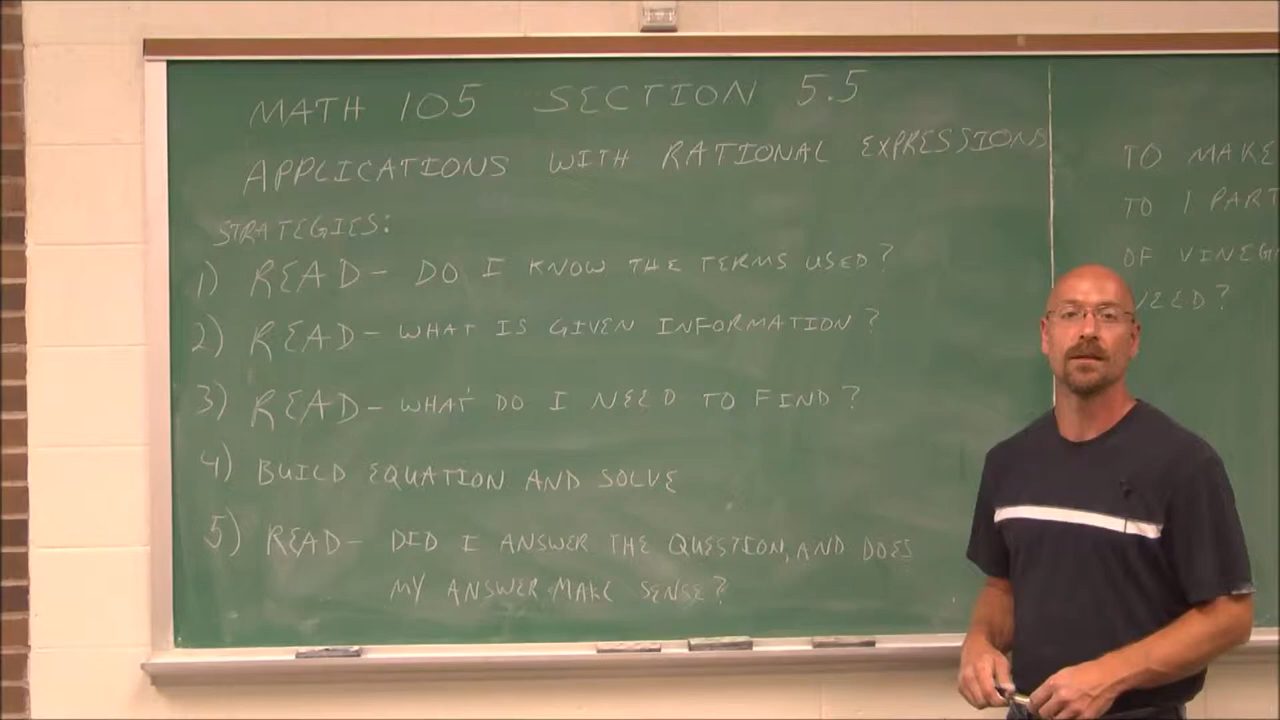 MATH 105 SECTION 5.5
APPLICATIONS WITH RATIONAL EXPRESSIONS
STRATEGIES:
1) READ - DO I KNOW THE TERMS USED?
2) READ - WHAT IS GIVEN INFORMATION?
3) READ - WHAT DO I NEED TO FIND?
4) BUILD EQUATION AND SOLVE
5) READ - DID I ANSWER THE QUESTION, AND DOES
MY ANSWER MAKE SENSE?
TO MAKE
TO 1 PART
OF